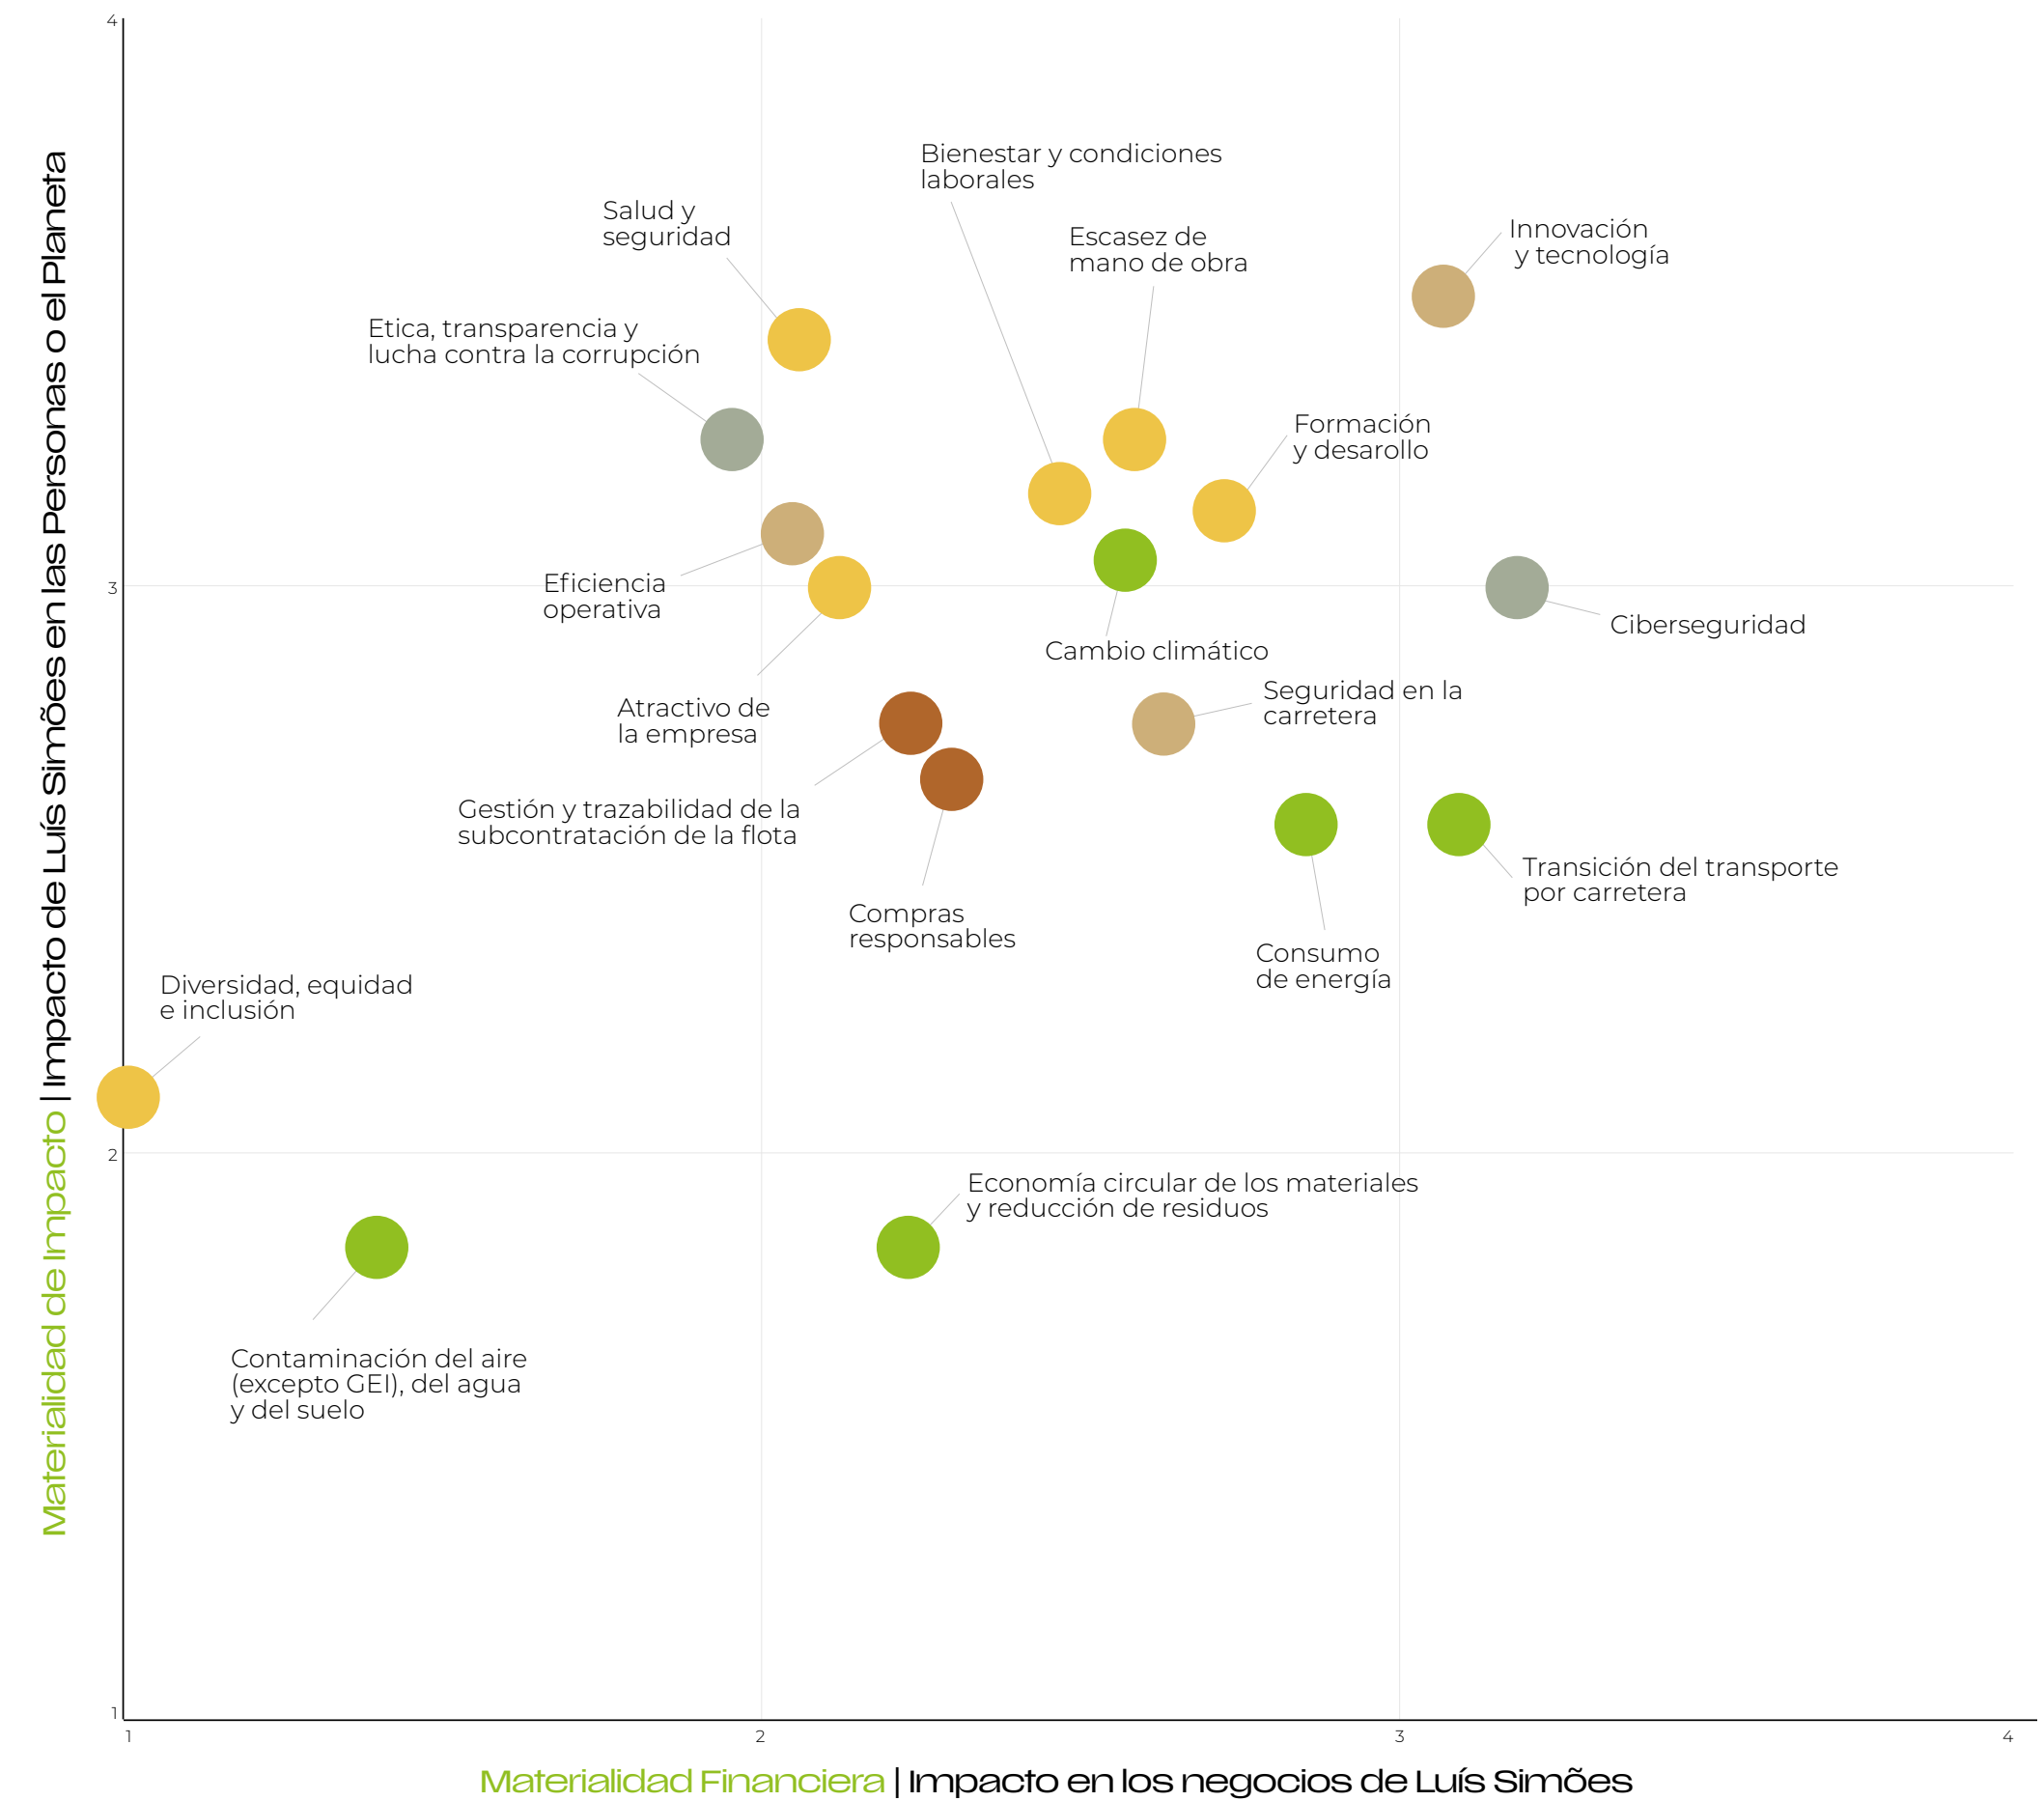 4
Bienestar y condiciones
laborales
Salud y
seguridad
Escasez de
mano de obra
Innovación
y tecnología
Etica, transparencia y
lucha contra la corrupción
Formación
y desarollo
3
Eficiencia
operativa
Ciberseguridad
Cambio climático
Seguridad en la
carretera
Atractivo de
la empresa
Gestión y trazabilidad de la
subcontratación de la flota
Transición del transporte
por carretera
Compras
responsables
Consumo
de energía
Diversidad, equidad
e inclusión
2
Economía circular de los materiales
y reducción de residuos
Contaminación del aire
(excepto GEI), del agua
y del suelo
1
1
2
3
4
Materialidad de Impacto | Impacto de Luís Simões en las Personas o el Planeta
Materialidad Financiera | Impacto en los negocios de Luís Simões